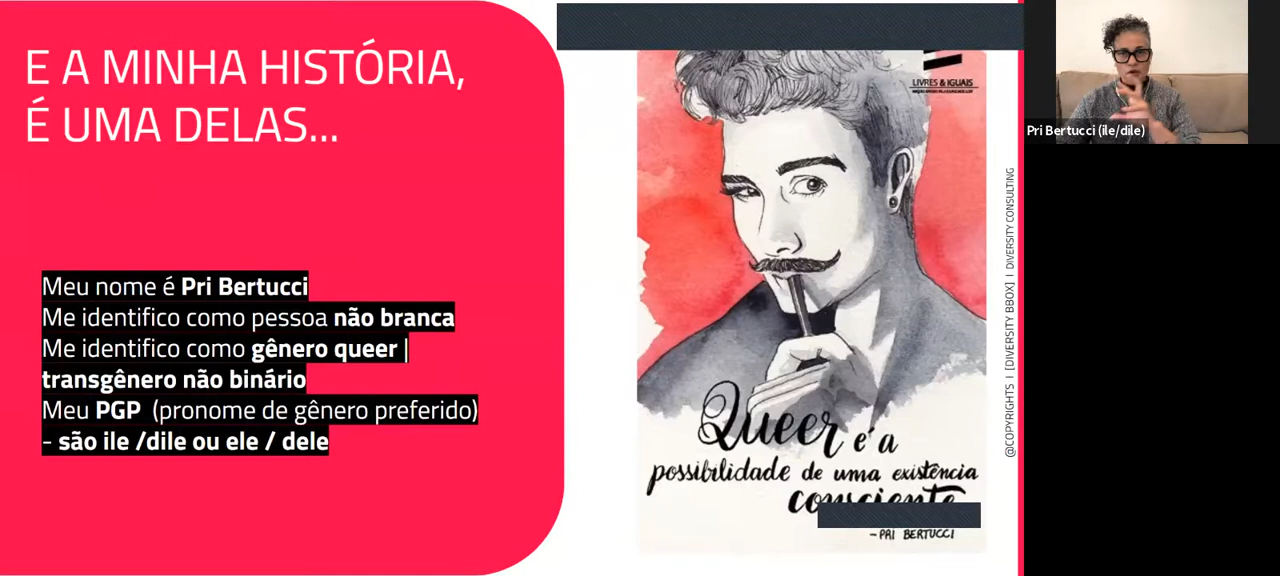 E A MINHA HISTÓRIA,
É UMA DELAS...
Meu nome é Pri Bertucci
Me identifico como pessoa não branca
Me identifico como gênero queer |
transgênero não binário
Meu PGP (pronome de gênero preferido)
- são ile /dile ou ele / dele
LIVRES & IGUAIS
Queer é a
possibilidade de uma existência
consciente
- PRI BERTUCCI
@COPYRIGHTS I [DIVERSITY BBOX] I DIVERSITY CONSULTING
Pri Bertucci (ile/dile)